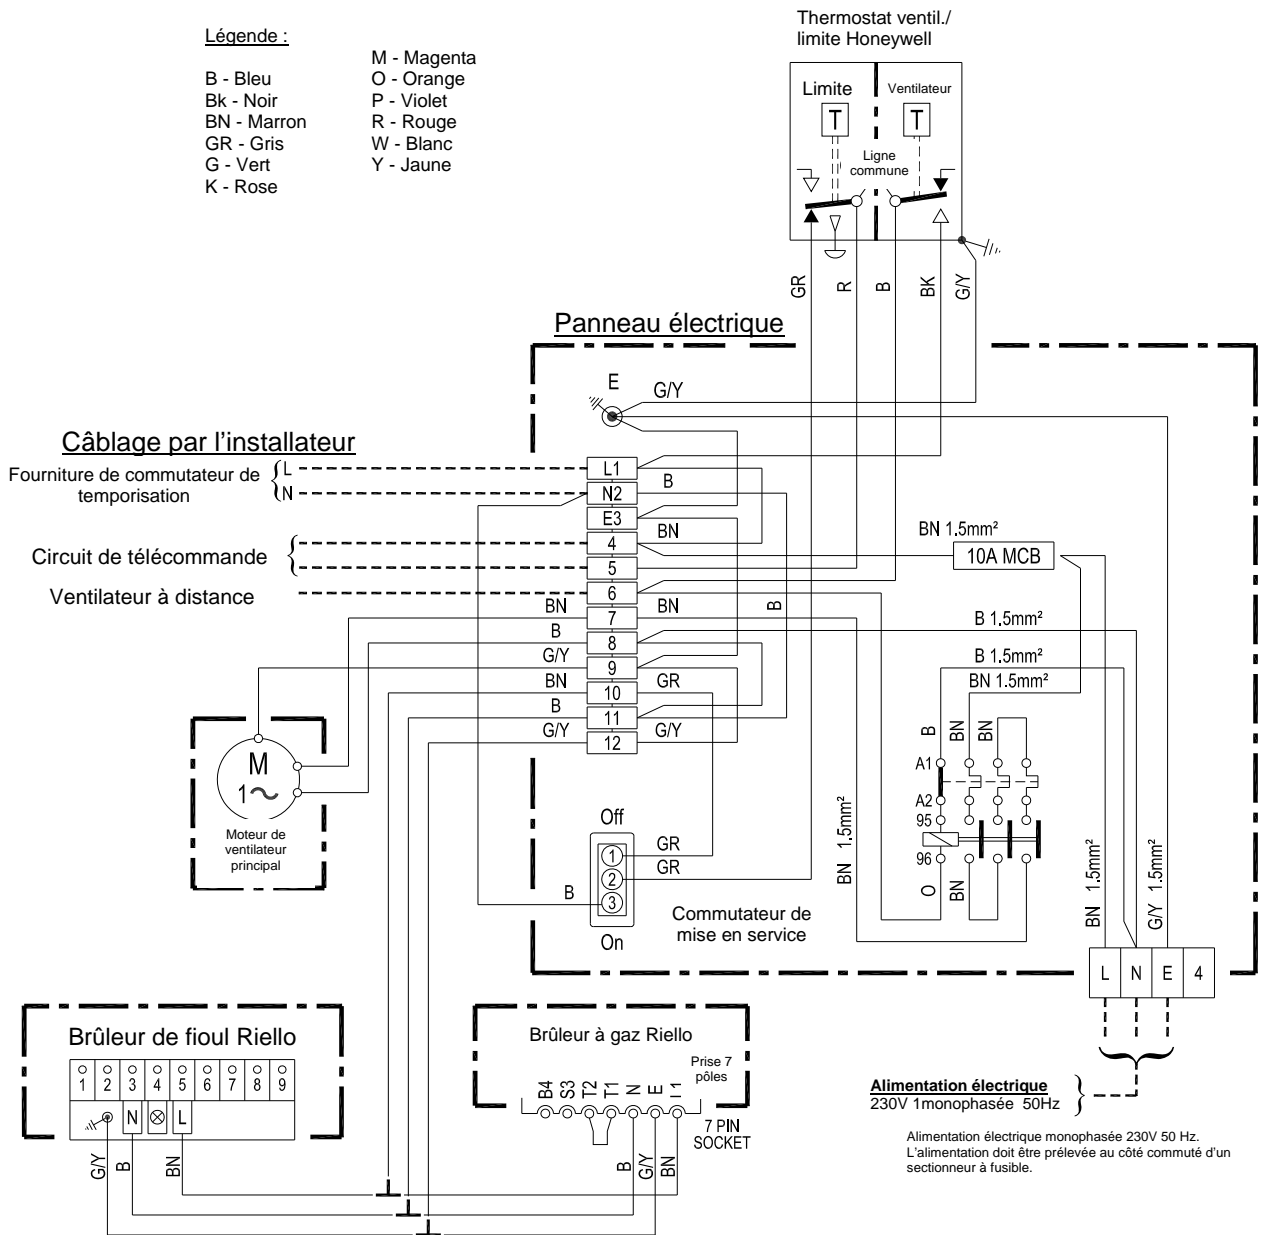 Légende :
B - Bleu
Bk - Noir
BN - Marron
GR - Gris
G - Vert
K - Rose
M - Magenta
O - Orange
P - Violet
R - Rouge
W - Blanc
Y - Jaune
Thermostat ventil./
limite Honeywell
Limite
Ventilateur
T
T
Ligne
commune
GR
R
B
BK
G/Y
Panneau électrique
E
G/Y
Câblage par l'installateur
Fourniture de commutateur de
temporisation
L
N
Circuit de télécommande
Ventilateur à distance
L1
N2
E3
4
5
6
7
8
9
10
11
12
B
BN
BN
B
BN
B
G/Y
BN
B
G/Y
GR
G/Y
BN 1.5mm²
10A MCB
B 1.5mm²
B 1.5mm²
BN 1.5mm²
B
BN
BN
A1
A2
95
96
O
BN
BN 1.5mm²
BN 1.5mm²
G/Y 1.5mm²
M
1~
Moteur de
ventilateur
principal
Off
1
2
3
On
GR
GR
B
Commutateur de
mise en service
L N E 4
Brûleur de fioul Riello
1 2 3 4 5 6 7 8 9
N
L
G/Y
B
BN
Brûleur à gaz Riello
Prise 7
pôles
B4 S3 T2 T1 N E I1
7 PIN
SOCKET
B
G/Y
BN
Alimentation électrique
230V 1monophasée 50Hz
Alimentation électrique monophasée 230V 50 Hz.
L'alimentation doit être prélevée au côté commuté d'un
sectionneur à fusible.